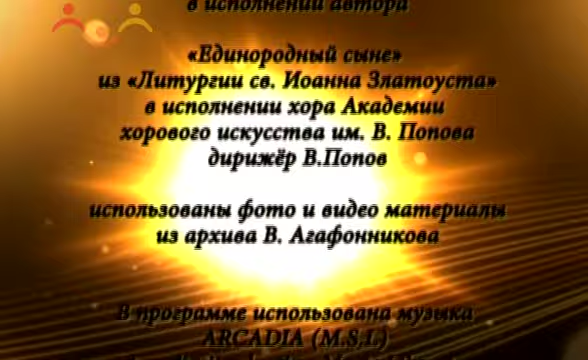 в исполнении автора
«Единородный сыне»
из «Литургии св. Иоанна Златоуста»
в исполнении хора Академии
хорового искусства им. В. Попова
дирижёр В.Попов
использованы фото и видео материалы
из архива В. Агафонникова
В программе использована музыка
ARCADIA (M.S.I.)